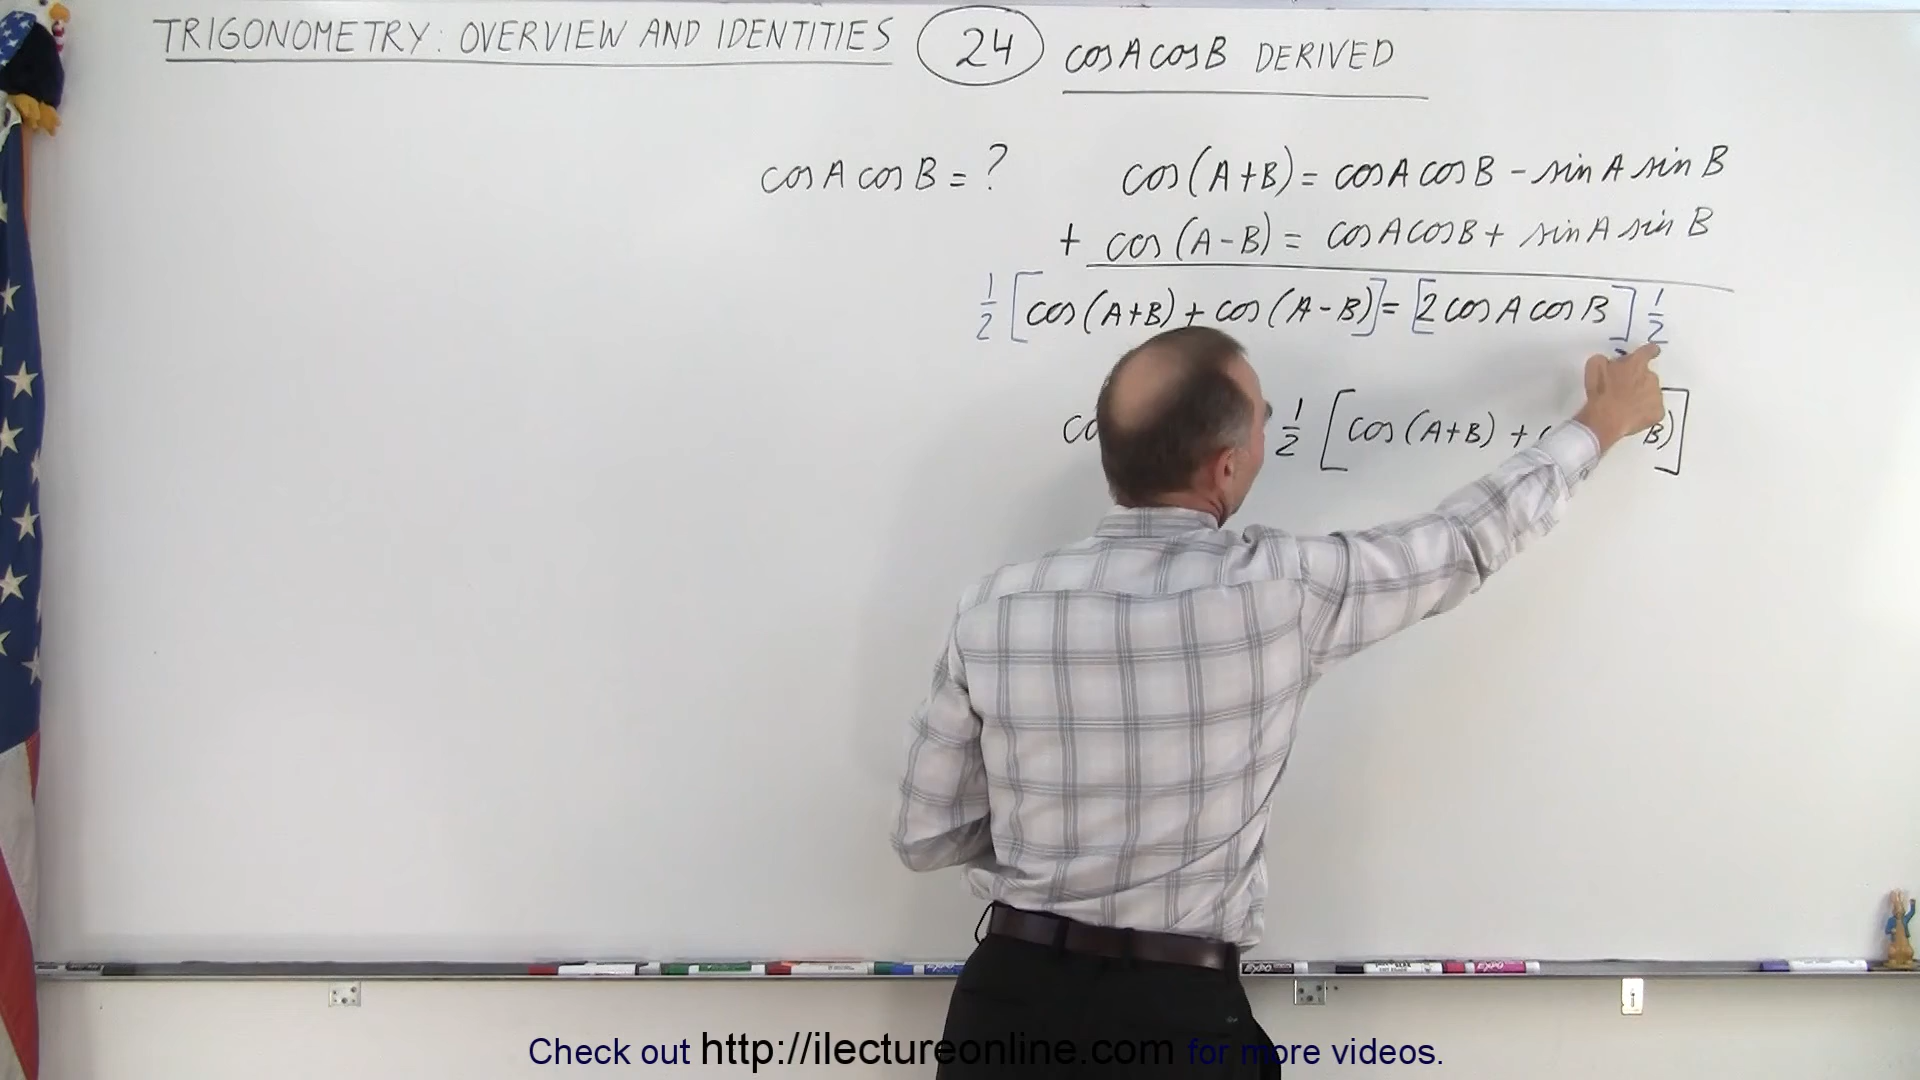 TRIGONOMETRY: OVERVIEW AND IDENTITIES 24 cos A cos B DERIVED
cos A cos B = ?
cos (A+B) = cos A cos B - sin A sin B
+ cos (A-B) = cos A cos B + sin A sin B
1/2 [cos (A+B) + cos (A-B)] = [2 cos A cos B] 1/2
1/2 [cos (A+B) + B)]
EXPO EXPO
Check out http://ilectureonline.com for more videos.